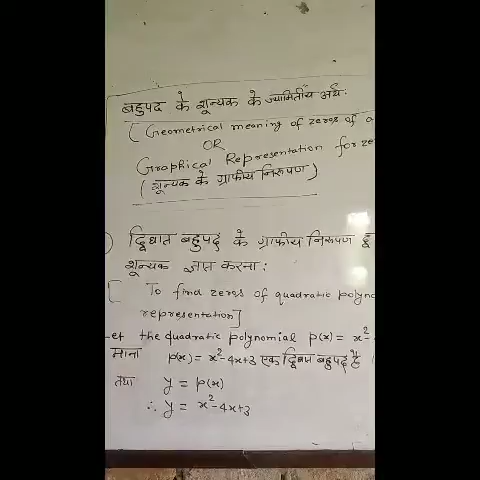 बहुपद के शून्यक के ज्यामितीय अर्थ:
[Geometrical meaning of zeroes of a
OR
Graphical Representation for ze
(शून्यक के ग्राफीय निरूपण)
) द्विघात बहुपद के ग्राफीय निरूपण द्व
शून्यक ज्ञात करना:
[ To find zeros of quadratic polyno
representation]
et the quadratic polynomial p(x) = x²-
माना p(x) = x²-4x+3 एक द्विघात बहुपद है
तथा y = p(x)
∴ y = x²-4x+3